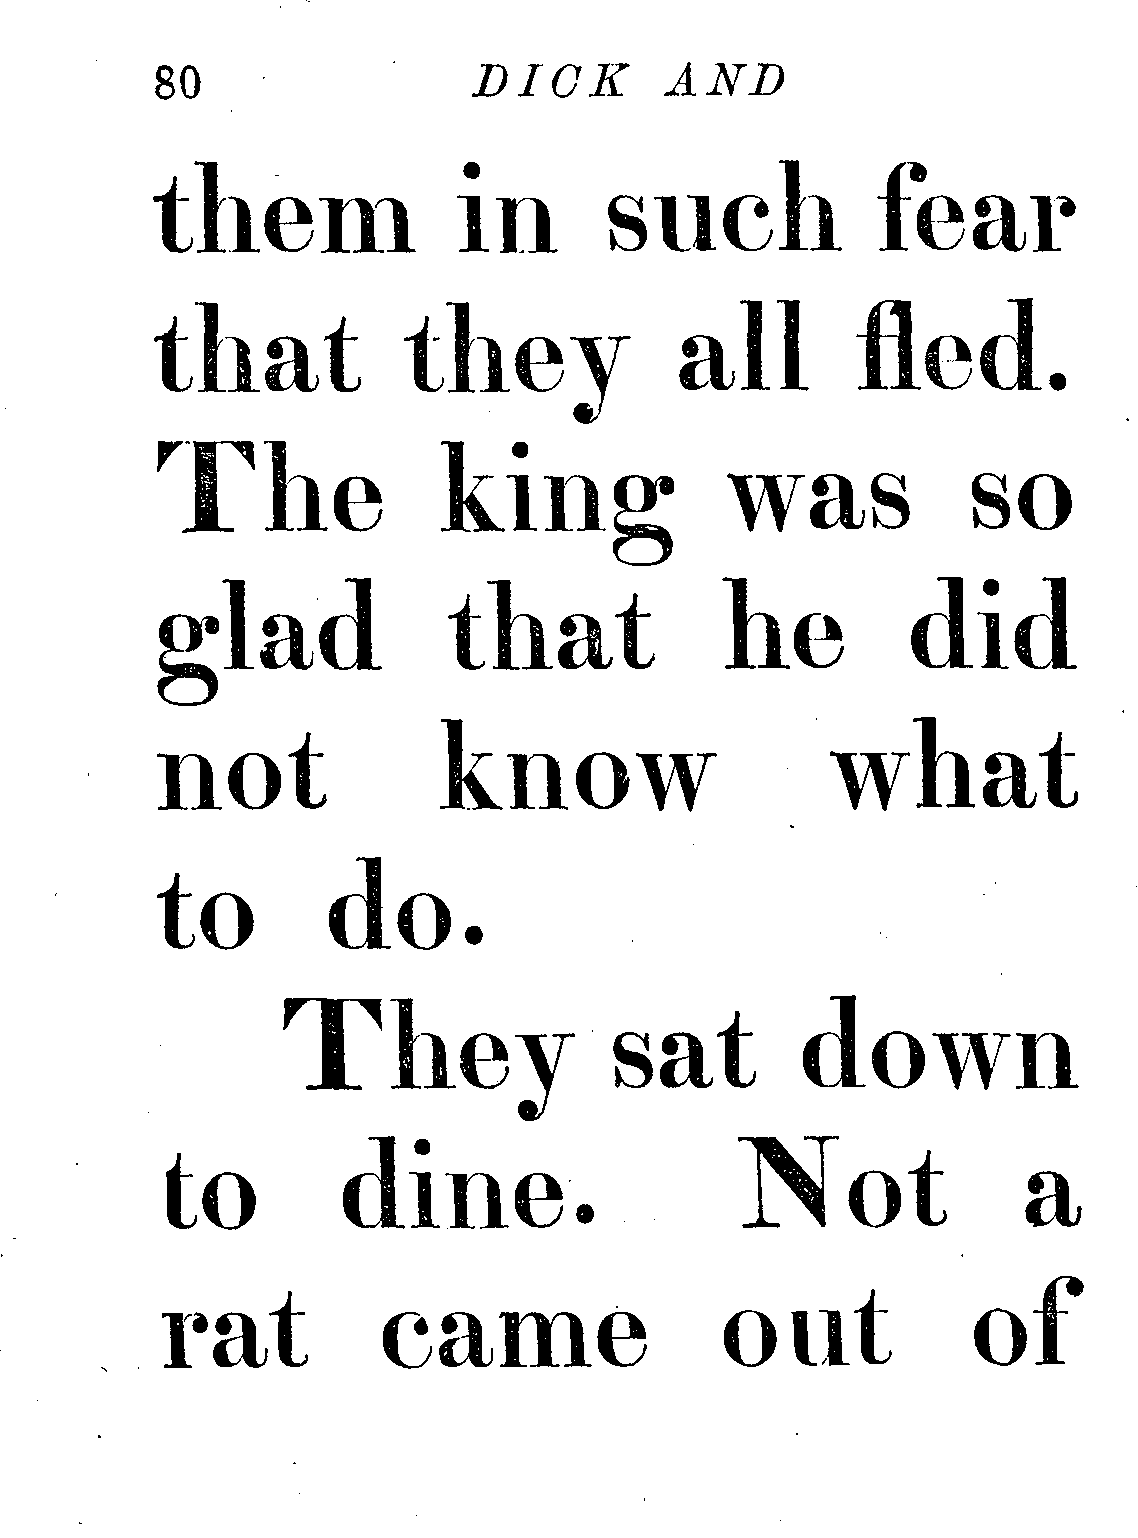 80 DICK AND
them in such fear
that they all fled.
The king was so
glad that he did
not know what
to do.
They sat down
to dine. Not a
rat came out of